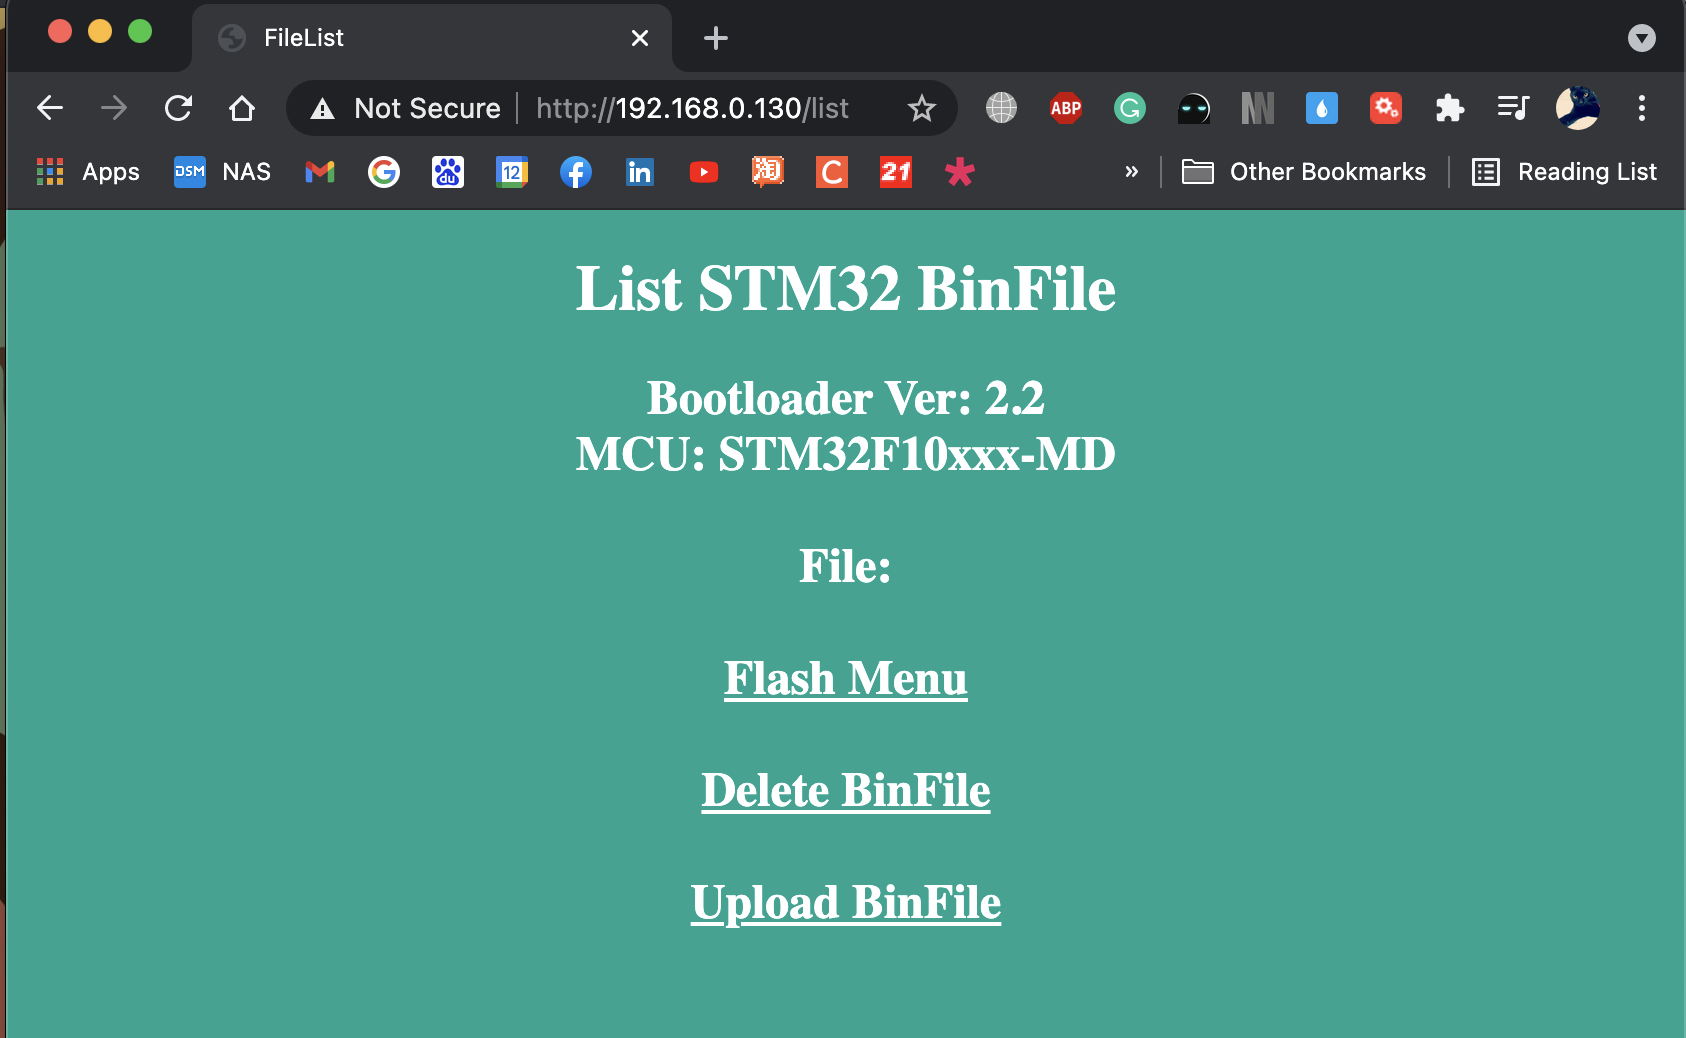 FileList
Not Secure http://192.168.0.130/list ABP
Apps DSM NAS 12 in 21 » Other Bookmarks Reading List
List STM32 BinFile
Bootloader Ver: 2.2
MCU: STM32F10xxx-MD
File:
Flash Menu
Delete BinFile
Upload BinFile